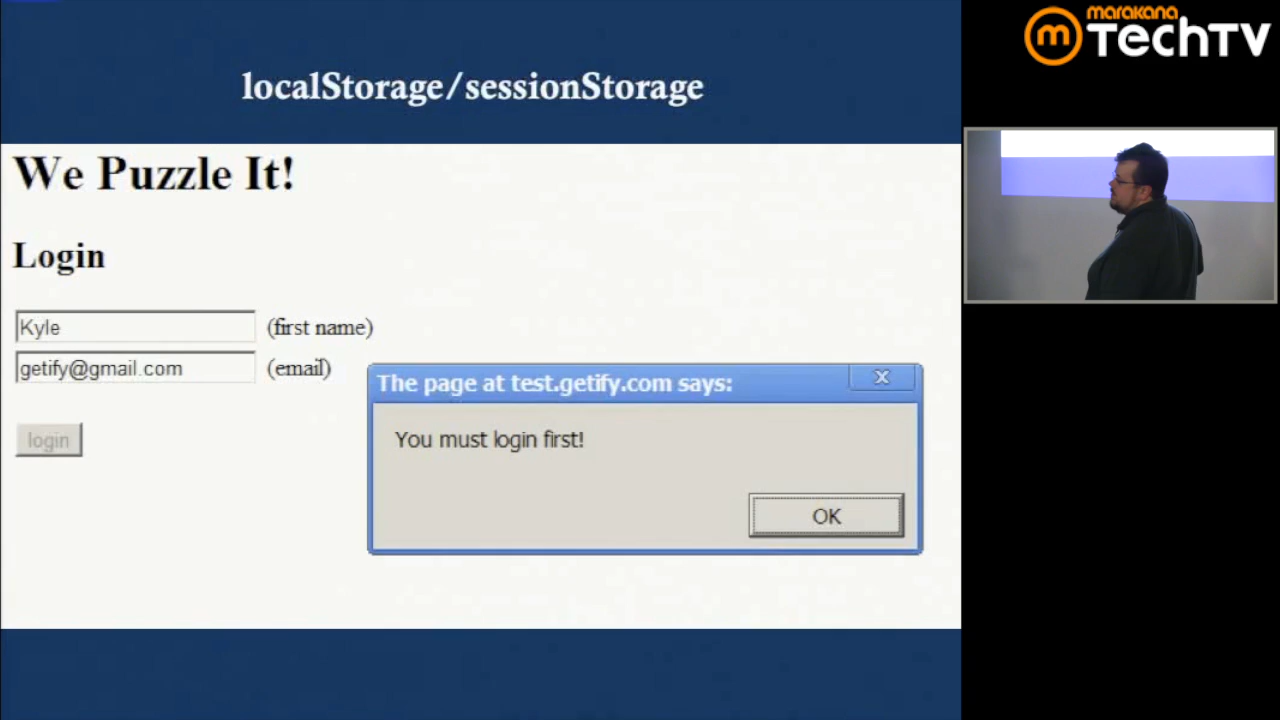 localStorage/sessionStorage
marakana
m TechTV
We Puzzle It!
Login
Kyle (first name)
getify@gmail.com (email)
login
The page at test.getify.com says:
You must login first!
OK